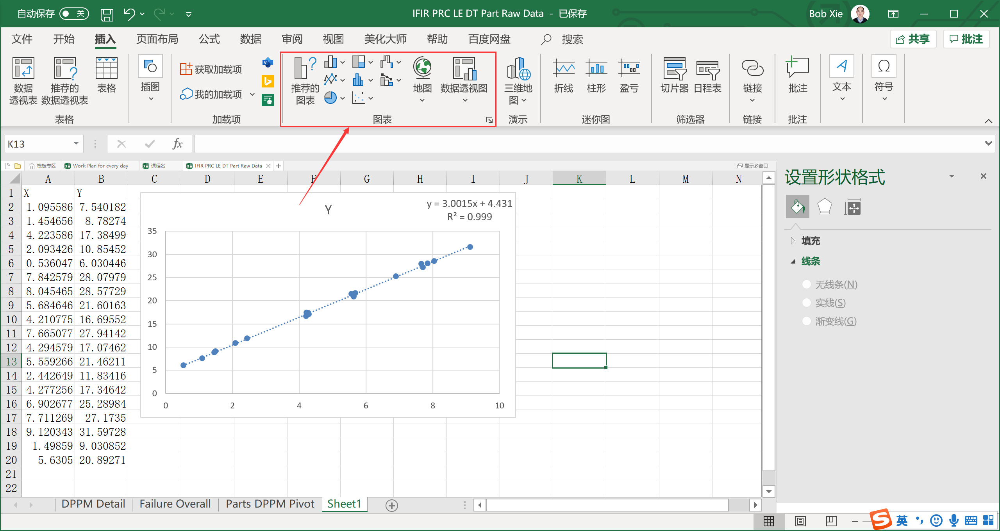 自动保存 关 IFIR PRC LE DT Part Raw Data - 已保存 Bob Xie
文件 开始 插入 页面布局 公式 数据 审阅 视图 美化大师 帮助 百度网盘 搜索 共享 批注
数据
透视表
推荐的
数据透视表
表格
表格
插图
获取加载项
我的加载项
加载项
推荐的
图表
地图
数据透视图
图表
三维地
图
演示
折线 柱形 盈亏
迷你图
切片器 日程表
筛选器
链接
链接
批注
批注
文本
符号
K13 fx
模板专区 Work Plan for every day 课程名 IFIR PRC LE DT Part Raw Data 显示多窗口
A B C D E F G H I J K L M N
1 X Y
2 1.095586 7.540182
3 1.454656 8.78274
4 4.223586 17.38499
5 2.093426 10.85452
6 0.536047 6.030446
7 7.842579 28.07979
8 8.045465 28.57729
9 5.684646 21.60163
10 4.210775 16.69552
11 7.665077 27.94142
12 4.294579 17.07462
13 5.559266 21.46211
14 2.442649 11.83416
15 4.277256 17.34642
16 6.902677 25.28984
17 7.711269 27.1735
18 9.120343 31.59728
19 1.49859 9.030852
20 5.6305 20.89271
21
22
Y
y = 3.0015x + 4.431
R² = 0.999
35
30
25
20
15
10
5
0
0 2 4 6 8 10
设置形状格式
填充
线条
无线条(N)
实线(S)
渐变线(G)
DPPM Detail Failure Overall Parts DPPM Pivot Sheet1
英